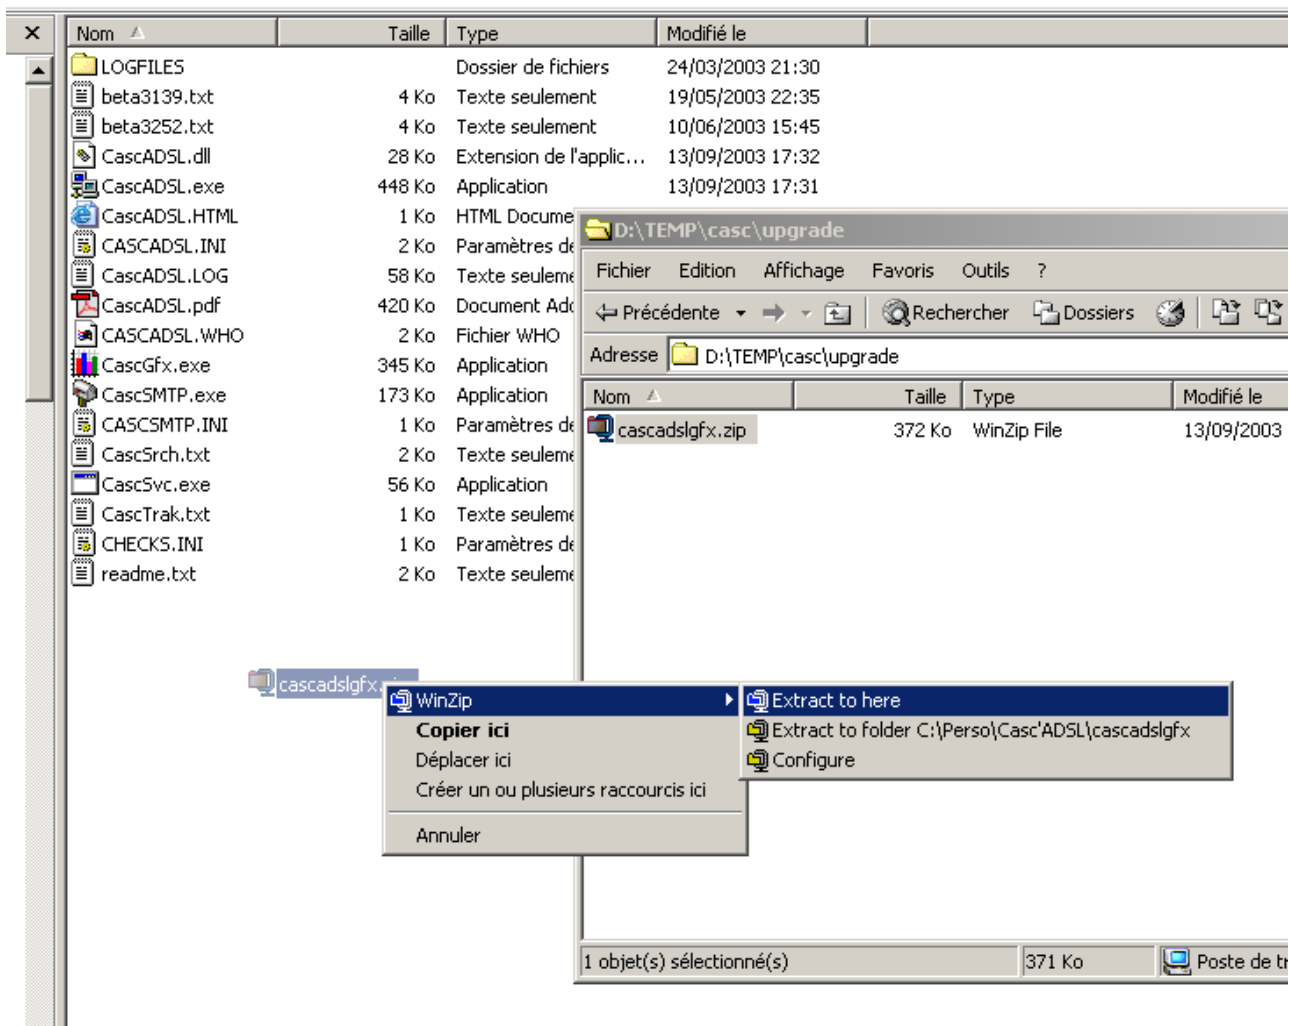 Nom Taille Type Modifié le
LOGFILES Dossier de fichiers 24/03/2003 21:30
beta3139.txt 4 Ko Texte seulement 19/05/2003 22:35
beta3252.txt 4 Ko Texte seulement 10/06/2003 15:45
CascADSL.dll 28 Ko Extension de l'applic... 13/09/2003 17:32
CascADSL.exe 448 Ko Application 13/09/2003 17:31
CascADSL.HTML 1 Ko HTML Docume
CASCADSL.INI 2 Ko Paramètres de
CascADSL.LOG 58 Ko Texte seuleme
CascADSL.pdf 420 Ko Document Ado
CASCADSL.WHO 2 Ko Fichier WHO
CascGfx.exe 345 Ko Application
CascSMTP.exe 173 Ko Application
CASCSMTP.INI 1 Ko Paramètres de
CascSrch.txt 2 Ko Texte seuleme
CascSvc.exe 56 Ko Application
CascTrak.txt 1 Ko Texte seuleme
CHECKS.INI 1 Ko Paramètres de
readme.txt 2 Ko Texte seuleme
D:\TEMP\casc\upgrade
Fichier Edition Affichage Favoris Outils ?
Précédente Rechercher Dossiers
Adresse D:\TEMP\casc\upgrade
Nom Taille Type Modifié le
cascadslgfx.zip 372 Ko WinZip File 13/09/2003
cascadslgfx.
WinZip
Copier ici
Déplacer ici
Créer un ou plusieurs raccourcis ici
Annuler
Extract to here
Extract to folder C:\Perso\Casc'ADSL\cascadslgfx
Configure
1 objet(s) sélectionné(s) 371 Ko Poste de tr